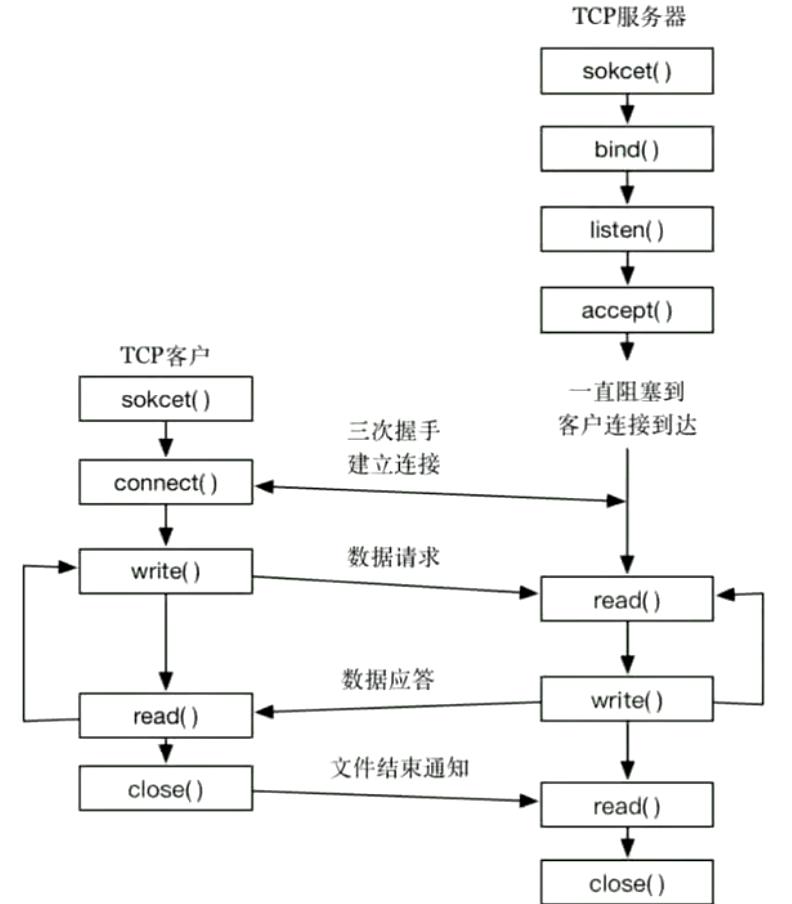 TCP服务器
sokcet( )
bind( )
listen( )
accept( )
一直阻塞到
客户连接到达
TCP客户
sokcet( )
三次握手
建立连接
connect( )
数据请求
write( )
read( )
数据应答
write( )
read( )
文件结束通知
close( )
read( )
close( )